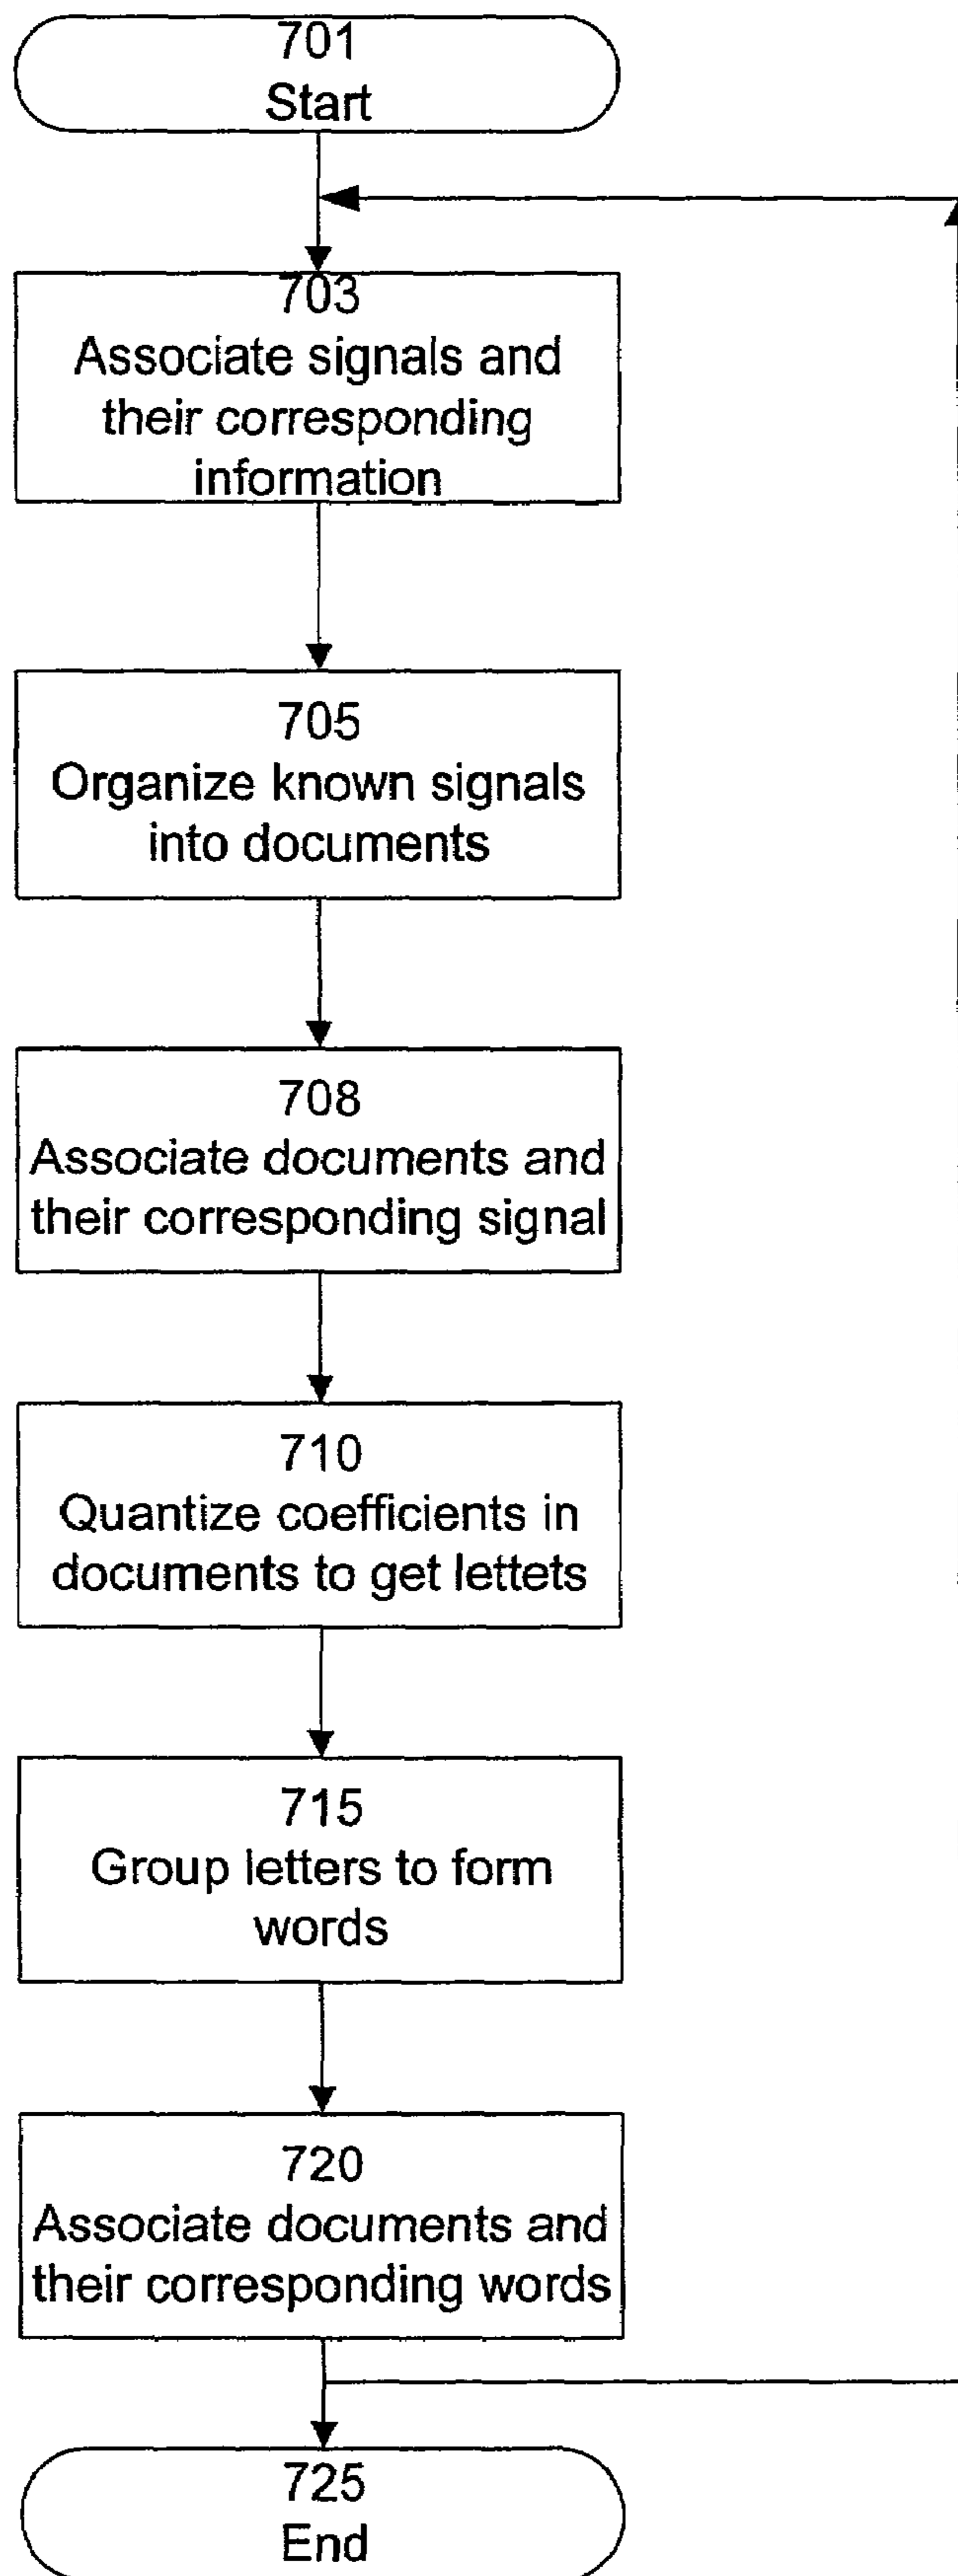 701
Start
703
Associate signals and
their corresponding
information
705
Organize known signals
into documents
708
Associate documents and
their corresponding signal
710
Quantize coefficients in
documents to get lettets
715
Group letters to form
words
720
Associate documents and
their corresponding words
725
End